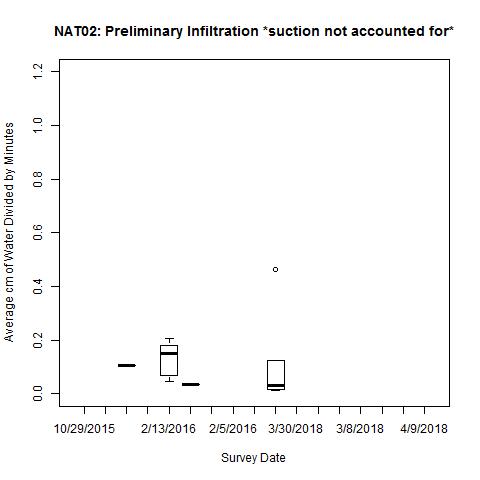 NAT02: Preliminary Infiltration *suction not accounted for*
Average cm of Water Divided by Minutes
1.2
1.0
0.8
0.6
0.4
0.2
0.0
10/29/2015 2/13/2016 2/5/2016 3/30/2018 3/8/2018 4/9/2018
Survey Date